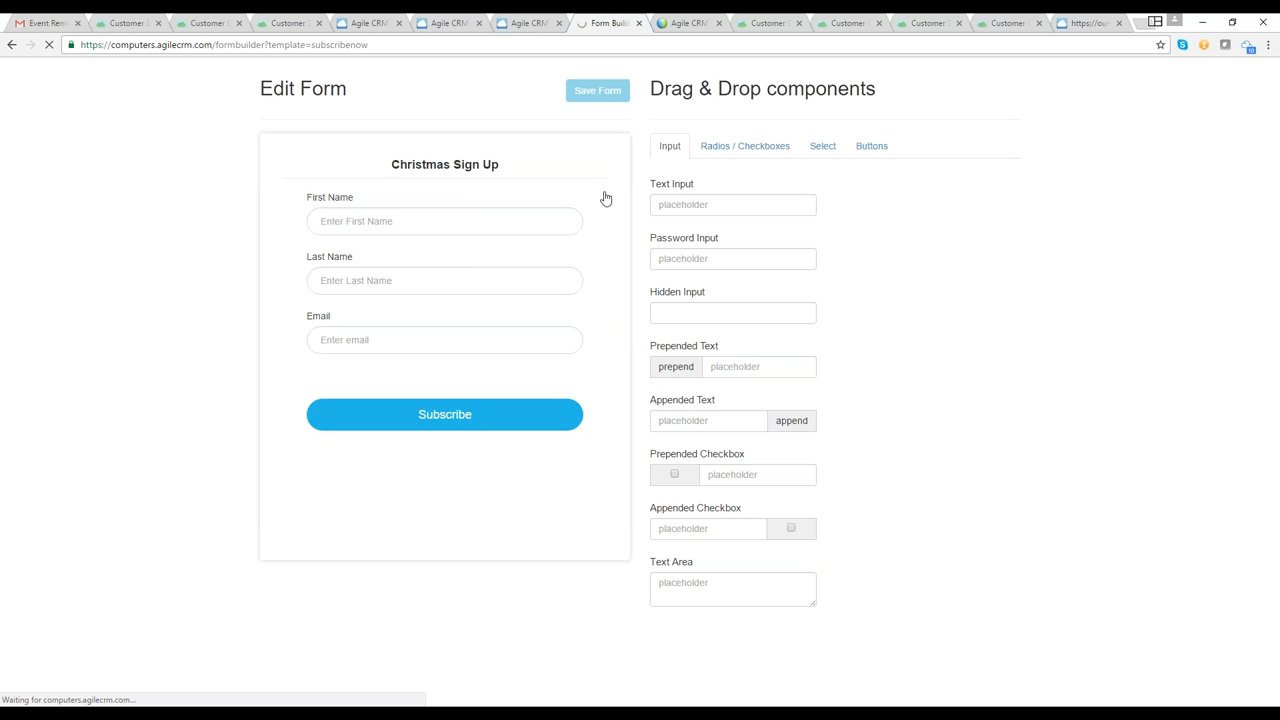 Event Rem
Customer
Customer
Customer
Agile CRM
Agile CRM
Agile CRM
Form Buil
Agile CRM
Customer
Customer
Customer
Customer
https://ou
https://computers.agilecrm.com/formbuilder?template=subscribenow
Edit Form
Save Form
Drag & Drop components
Christmas Sign Up
First Name
Enter First Name
Last Name
Enter Last Name
Email
Enter email
Subscribe
Input
Radios / Checkboxes
Select
Buttons
Text Input
placeholder
Password Input
placeholder
Hidden Input
Prepended Text
prepend placeholder
Appended Text
placeholder append
Prepended Checkbox
placeholder
Appended Checkbox
placeholder
Text Area
placeholder
Waiting for computers.agilecrm.com...